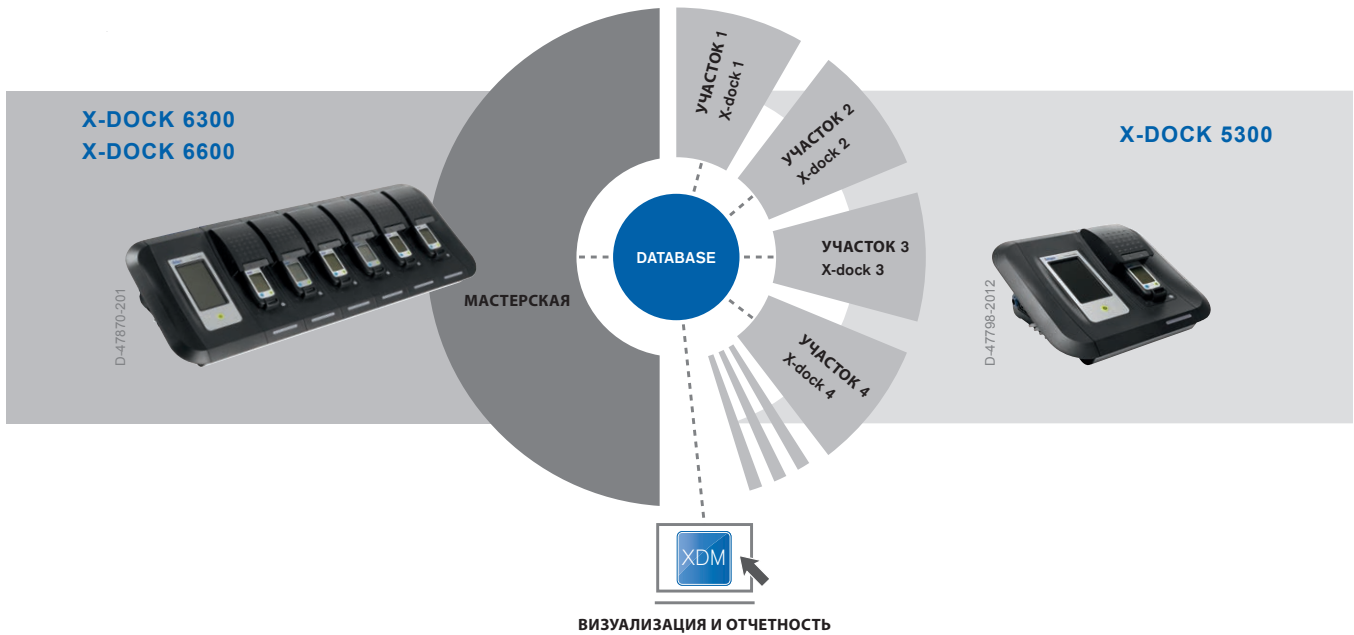 X-DOCK 6300
X-DOCK 6600
D-47870-201
МАСТЕРСКАЯ
DATABASE
УЧАСТОК 1
X-dock 1
УЧАСТОК 2
X-dock 2
УЧАСТОК 3
X-dock 3
УЧАСТОК 4
X-dock 4
X-DOCK 5300
D-47798-2012
XDM
ВИЗУАЛИЗАЦИЯ И ОТЧЕТНОСТЬ